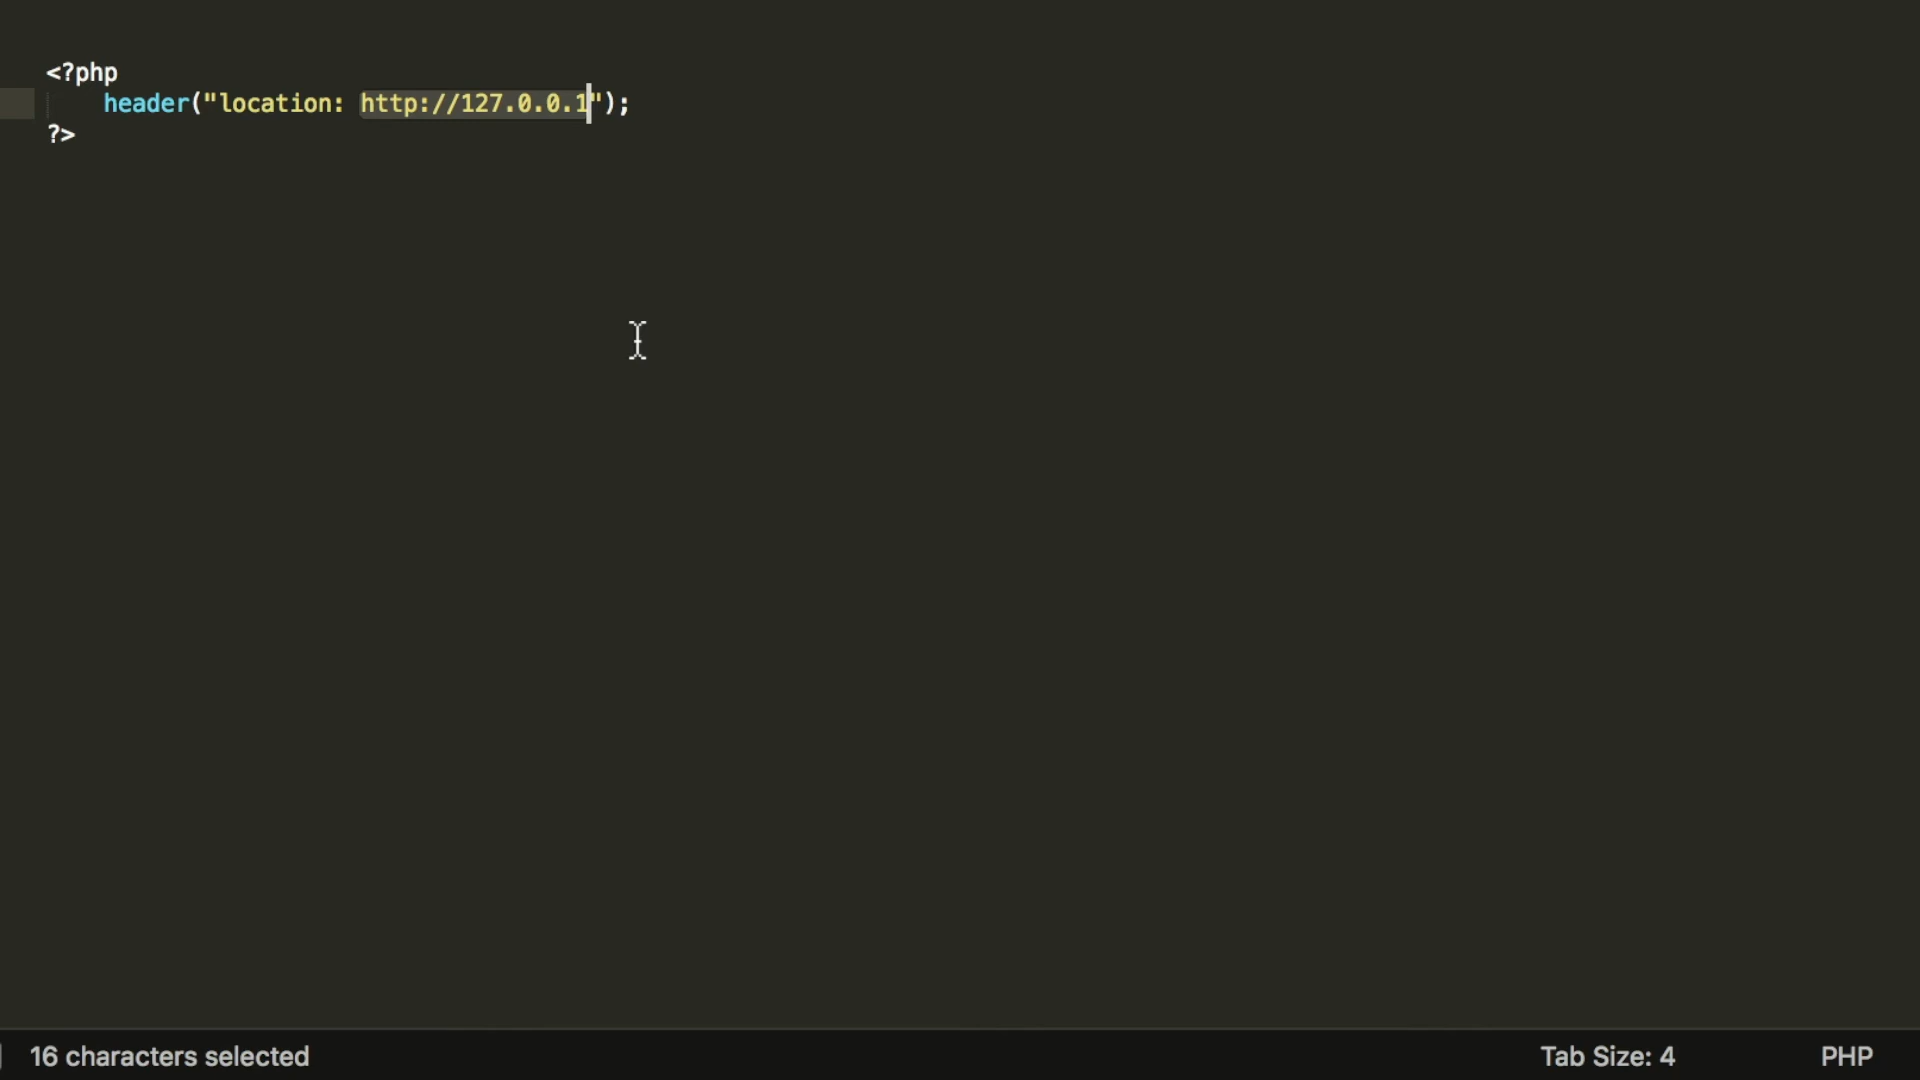 <?php
    header("location: http://127.0.0.1");
?>
16 characters selected
Tab Size: 4
PHP